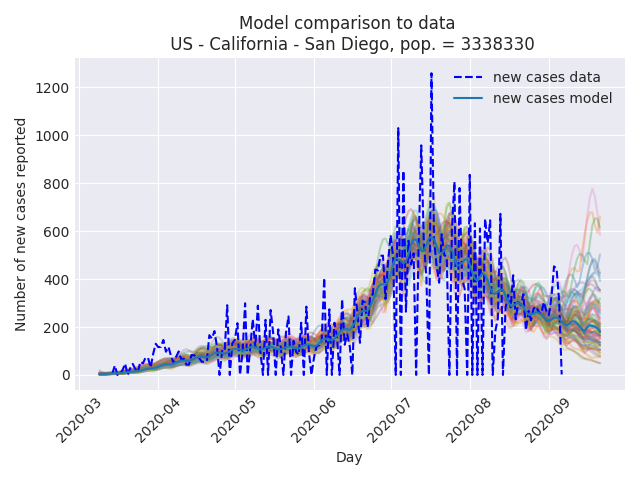 Model comparison to data
US - California - San Diego, pop. = 3338330
new cases data
new cases model
Number of new cases reported
1200
1000
800
600
400
200
0
2020-03
2020-04
2020-05
2020-06
2020-07
2020-08
2020-09
Day